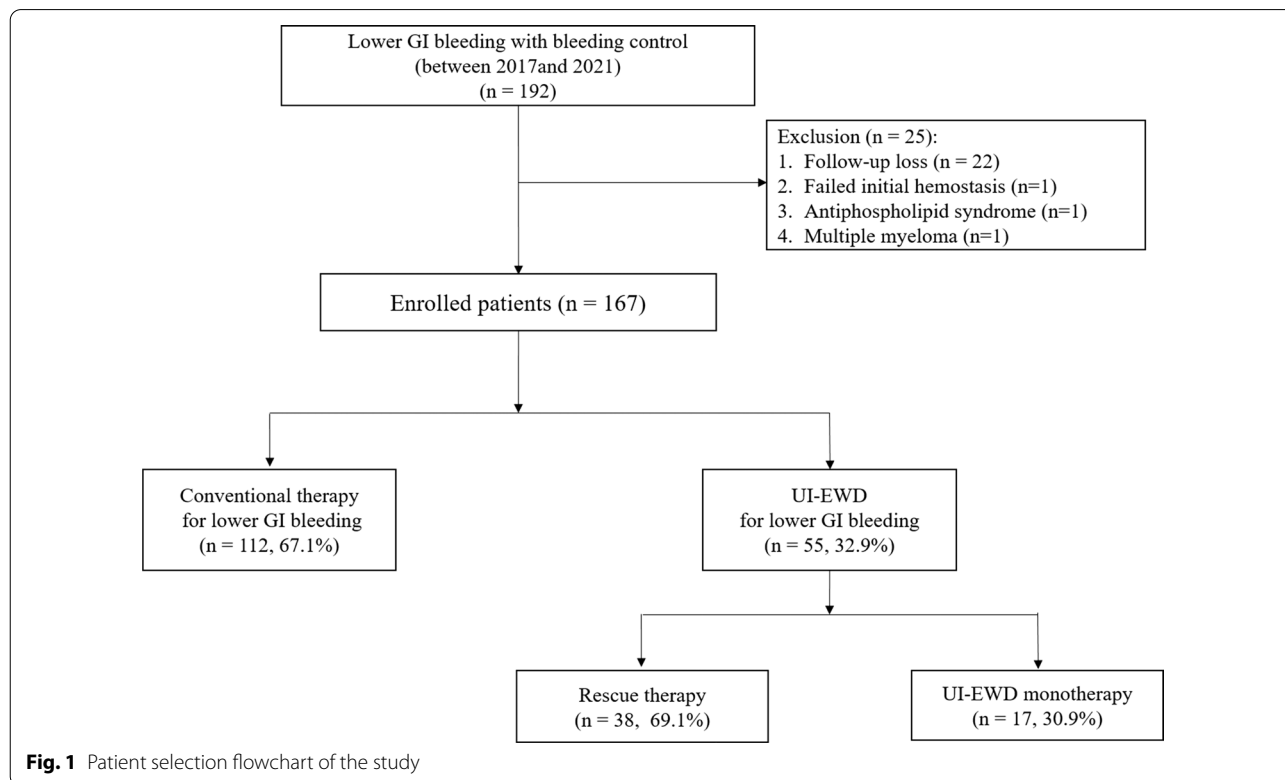 Lower GI bleeding with bleeding control
(between 2017and 2021)
(n = 192)
Exclusion (n = 25):
1. Follow-up loss (n = 22)
2. Failed initial hemostasis (n=1)
3. Antiphospholipid syndrome (n=1)
4. Multiple myeloma (n=1)
Enrolled patients (n = 167)
Conventional therapy
for lower GI bleeding
(n = 112, 67.1%)
UI-EWD
for lower GI bleeding
(n = 55, 32.9%)
Rescue therapy
(n = 38, 69.1%)
UI-EWD monotherapy
(n = 17, 30.9%)
Fig. 1 Patient selection flowchart of the study